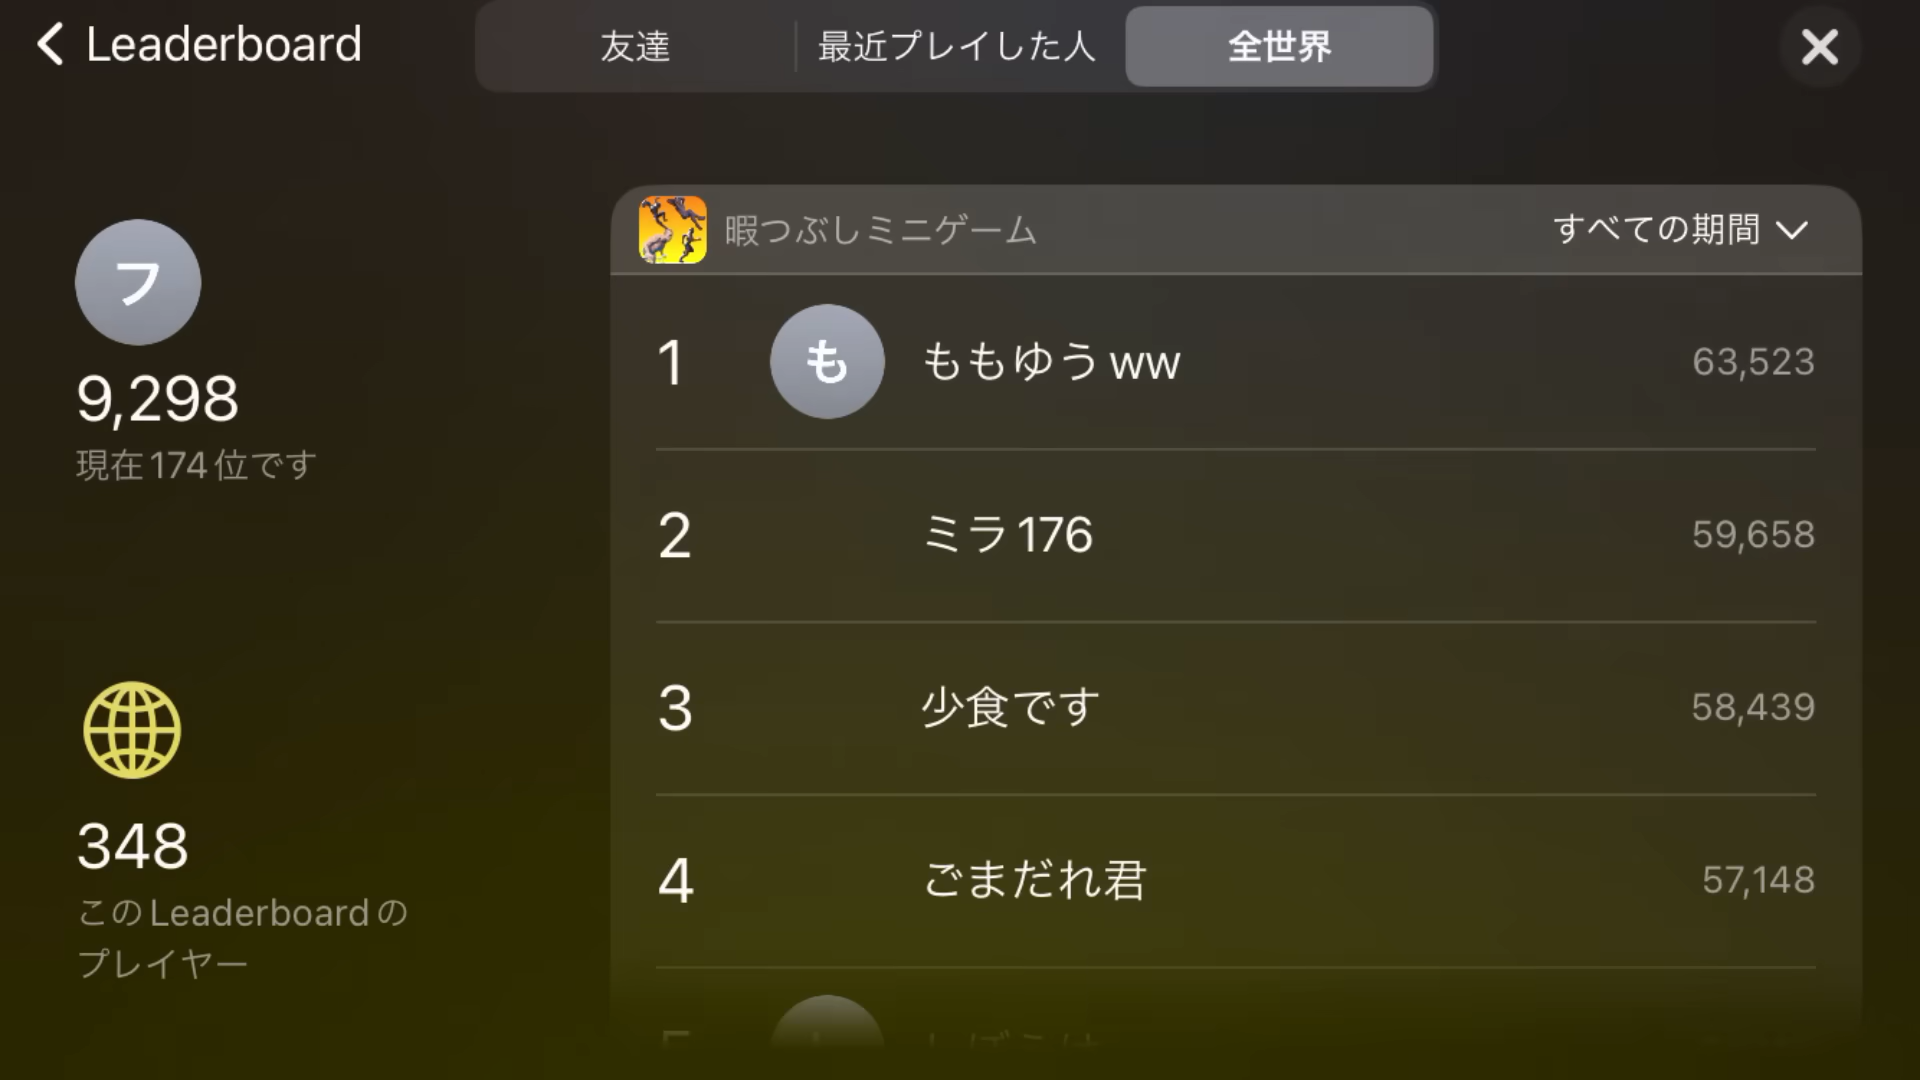 Leaderboard
友達
最近プレイした人
全世界
フ
9,298
現在174位です
348
このLeaderboardの
プレイヤー
暇つぶしミニゲーム
すべての期間
1
も
ももゆうww
63,523
2
ミラ176
59,658
3
少食です
58,439
4
ごまだれ君
57,148